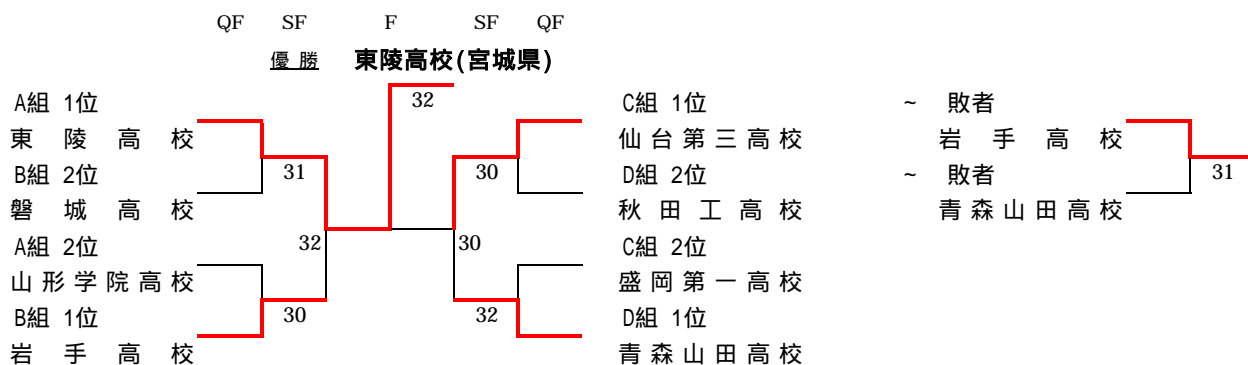 QF SF F SF QF
優 勝 東陵高校(宮城県)
A組 1位 32 C組 1位 ~ 敗者
東陵高校 仙台第三高校 岩手高校
B組 2位 31 30 D組 2位 ~ 敗者 31
磐城高校 秋田工高校 青森山田高校
A組 2位 32 30 C組 2位
山形学院高校 盛岡第一高校
B組 1位 30 32 D組 1位
岩手高校 青森山田高校